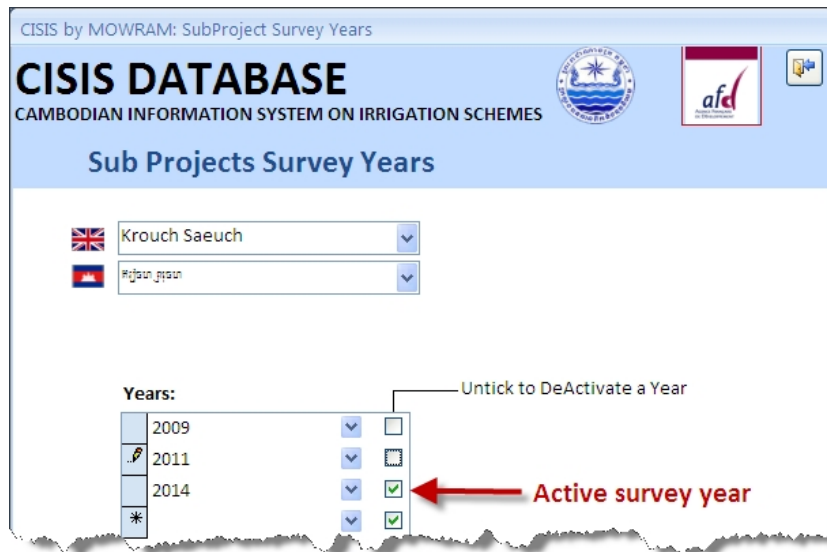 CISIS by MOWRAM: SubProject Survey Years
CISIS DATABASE
CAMBODIAN INFORMATION SYSTEM ON IRRIGATION SCHEMES
afd
Sub Projects Survey Years
Krouch Saeuch
Years:
Untick to DeActivate a Year
2009
2011
2014
Active survey year